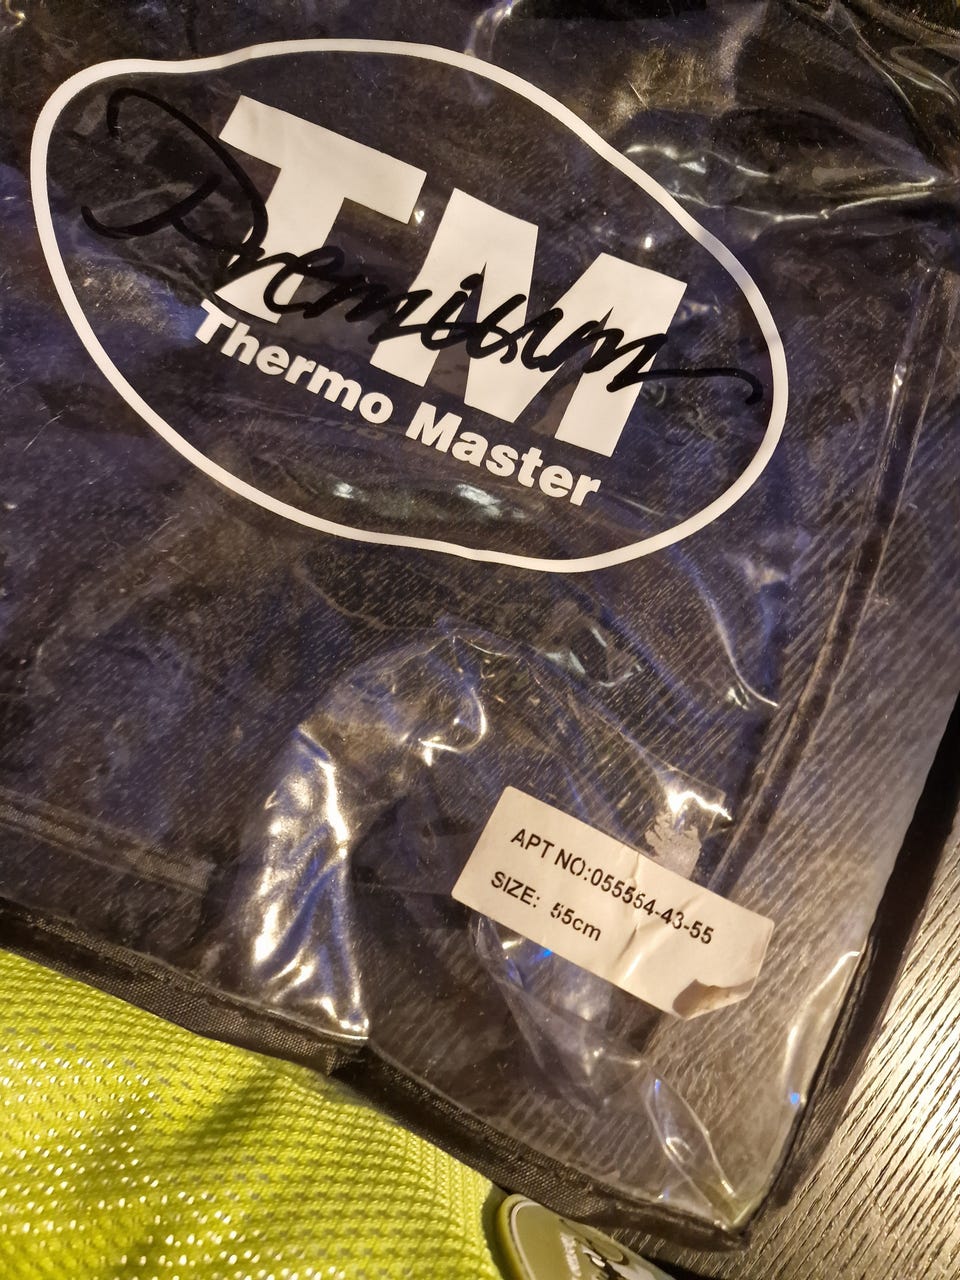 TM
Premium
Thermo Master
APT NO:055554-43-55
SIZE: 55cm